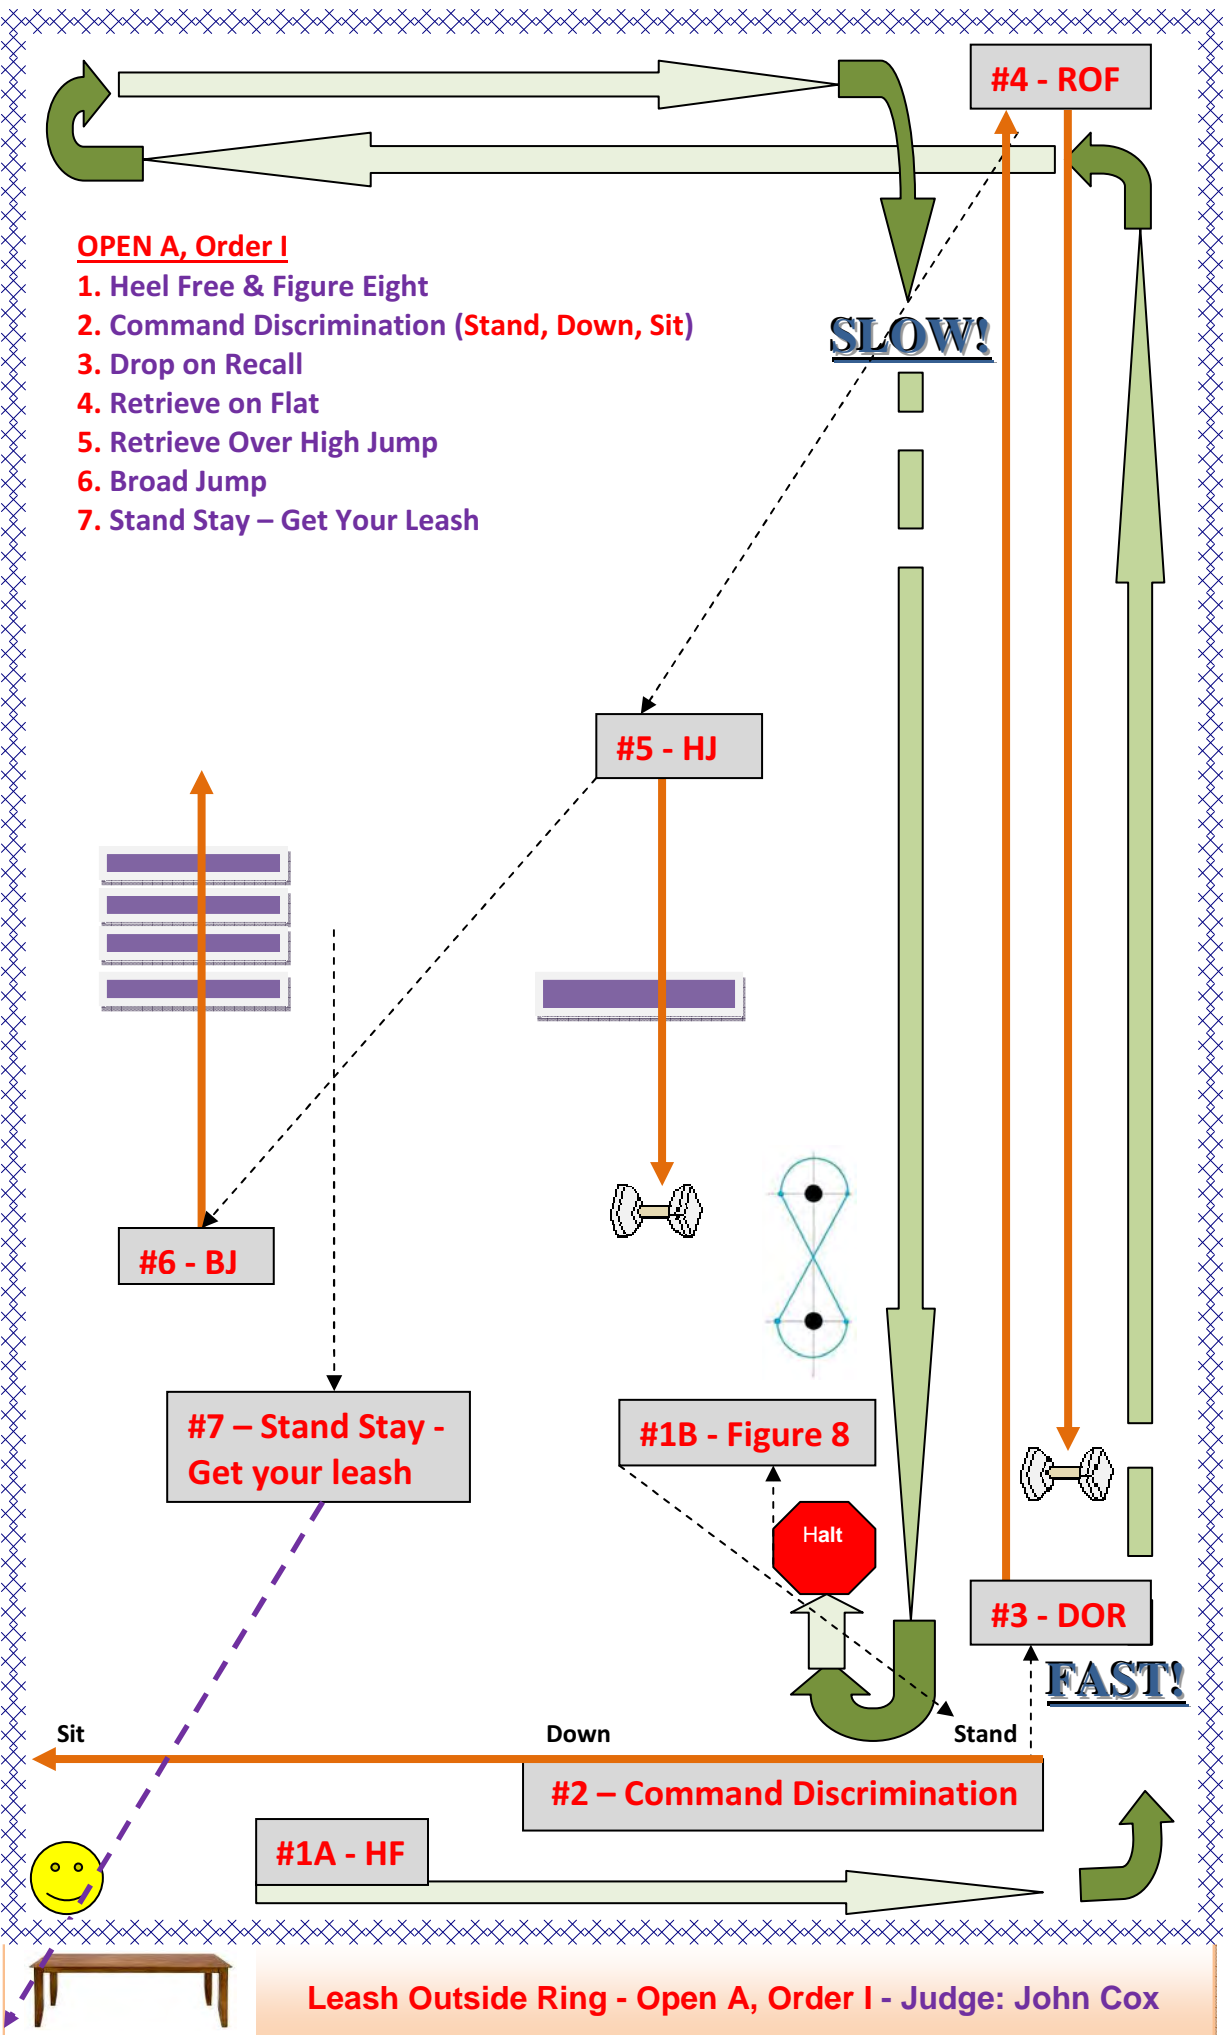 #4 - ROF
OPEN A, Order I
1. Heel Free & Figure Eight
2. Command Discrimination (Stand, Down, Sit)
3. Drop on Recall
4. Retrieve on Flat
5. Retrieve Over High Jump
6. Broad Jump
7. Stand Stay – Get Your Leash
SLOW!
#5 - HJ
#6 - BJ
#7 – Stand Stay -
Get your leash
#1B - Figure 8
Halt
#3 - DOR
FAST!
Sit
Down
Stand
#2 – Command Discrimination
#1A - HF
Leash Outside Ring - Open A, Order I - Judge: John Cox